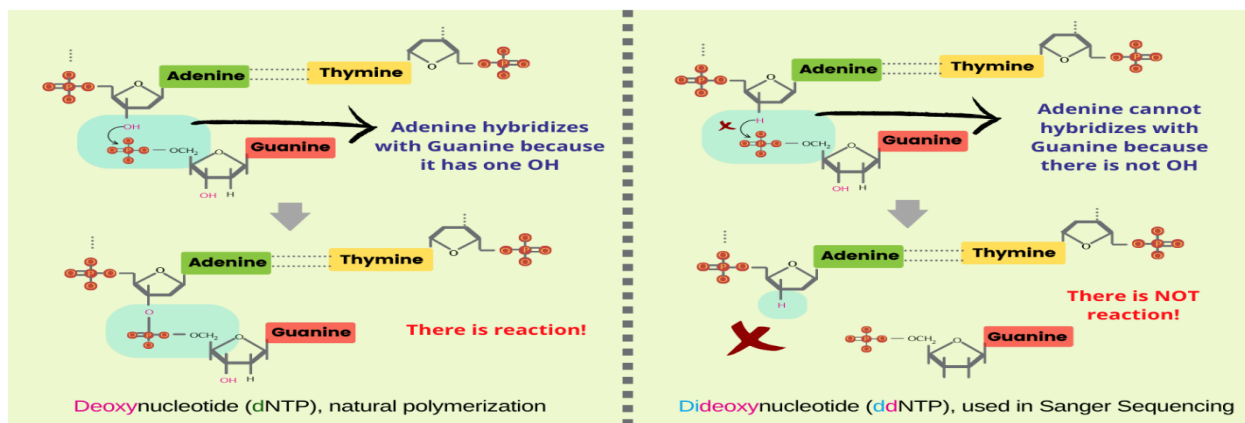 Adenine
Thymine
O
O
P
OH
P
OCH2
O
Guanine
OH
H
Adenine hybridizes
with Guanine because
it has one OH
Adenine
Thymine
O
O
P
P
O
P
OCH2
O
Guanine
OH
H
There is reaction!
Deoxynucleotide (dNTP), natural polymerization
Adenine
Thymine
O
O
P
P
H
P
OCH2
O
Guanine
Adenine cannot
hybridizes with
Guanine because
there is not OH
Adenine
Thymine
O
O
P
P
H
There is NOT
reaction!
P
OCH2
O
Guanine
Dideoxynucleotide (ddNTP), used in Sanger Sequencing